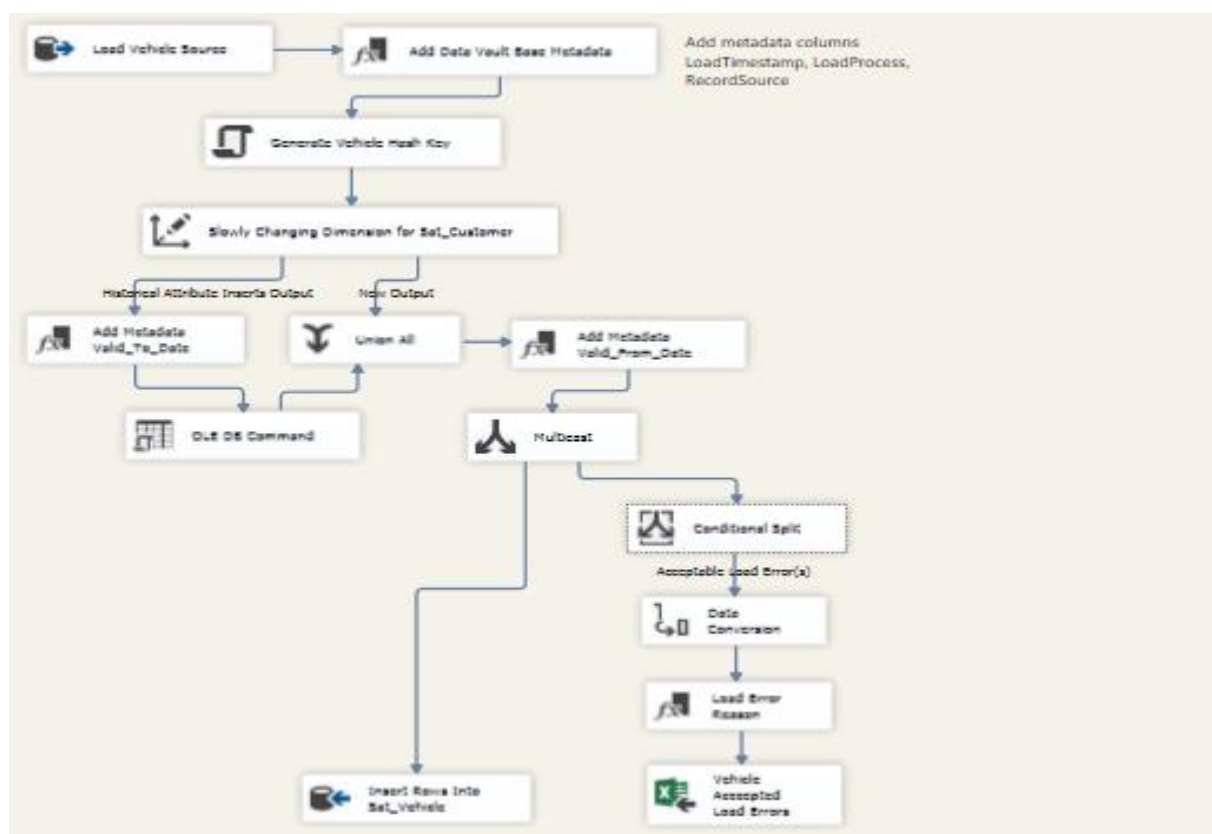 Load Vehicle Source
Add Data Vault Base Metadata
Add metadata columns
LoadTimestamp, LoadProcess,
RecordSource
Generate Vehicle Hash Key
Slowly Changing Dimension for Sat_Customer
Historical Attribute Inserts Output
New Output
Add Metadata
Valid_To_Date
Union All
Add Metadata
Valid_From_Date
OLE DB Command
Multicast
Conditional Split
Acceptable Load Error(s)
Data
Conversion
Load Error
Reason
Insert Rows Into
Sat_Vehicle
Vehicle
Accepted
Load Errors